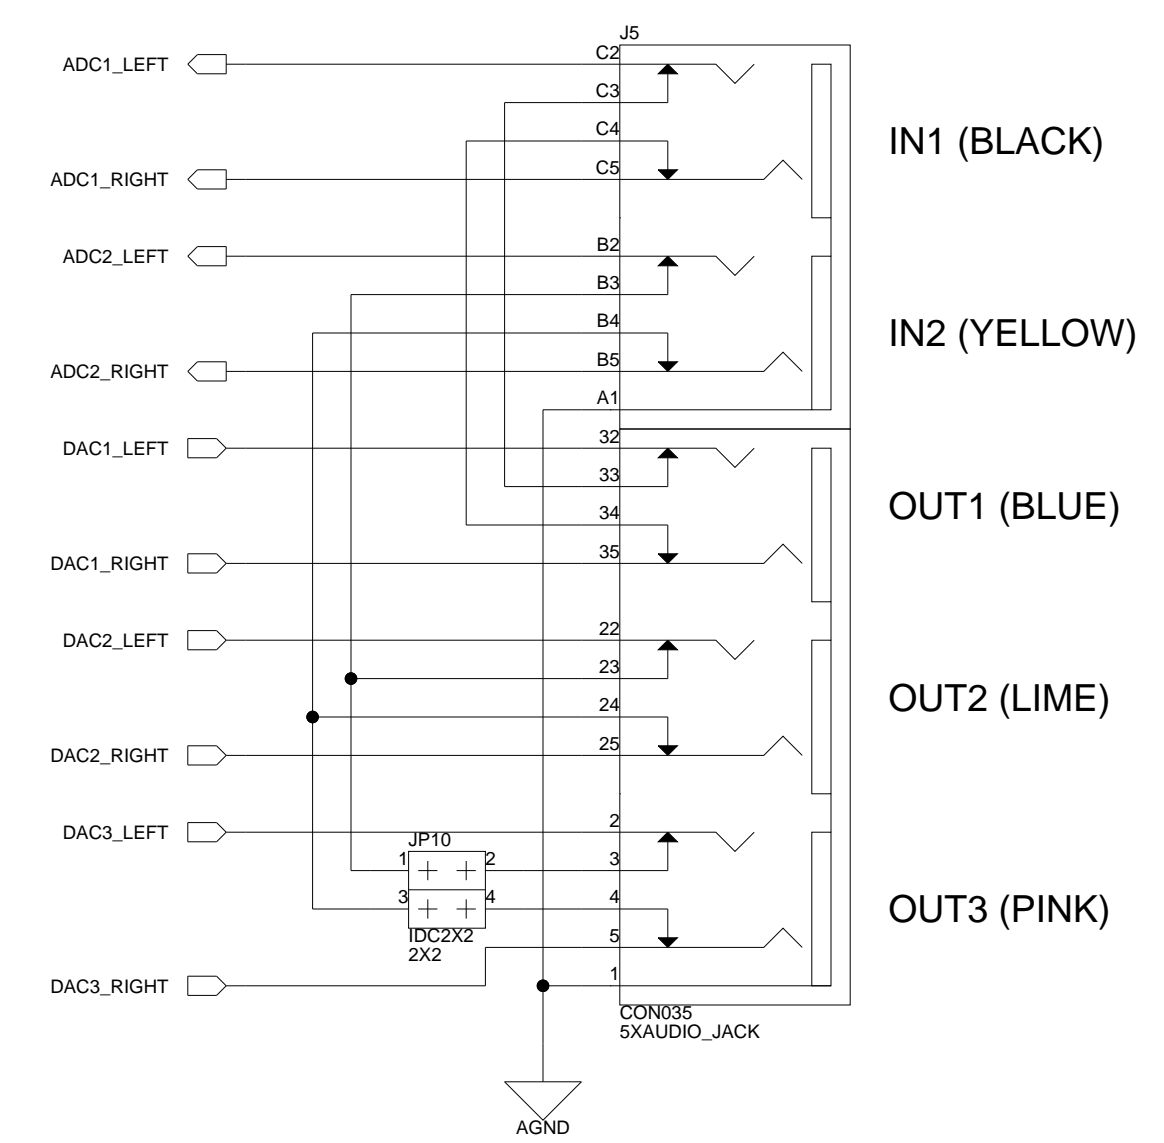 J5
C2
ADC1_LEFT
C3
C4
IN1 (BLACK)
C5
ADC1_RIGHT
B2
ADC2_LEFT
B3
B4
IN2 (YELLOW)
B5
ADC2_RIGHT
A1
32
DAC1_LEFT
33
OUT1 (BLUE)
34
35
DAC1_RIGHT
22
DAC2_LEFT
23
24
OUT2 (LIME)
25
DAC2_RIGHT
2
DAC3_LEFT
JP10
1 2
3
3 4
4
OUT3 (PINK)
IDC2X2
5
2X2
1
DAC3_RIGHT
CON035
5XAUDIO_JACK
AGND